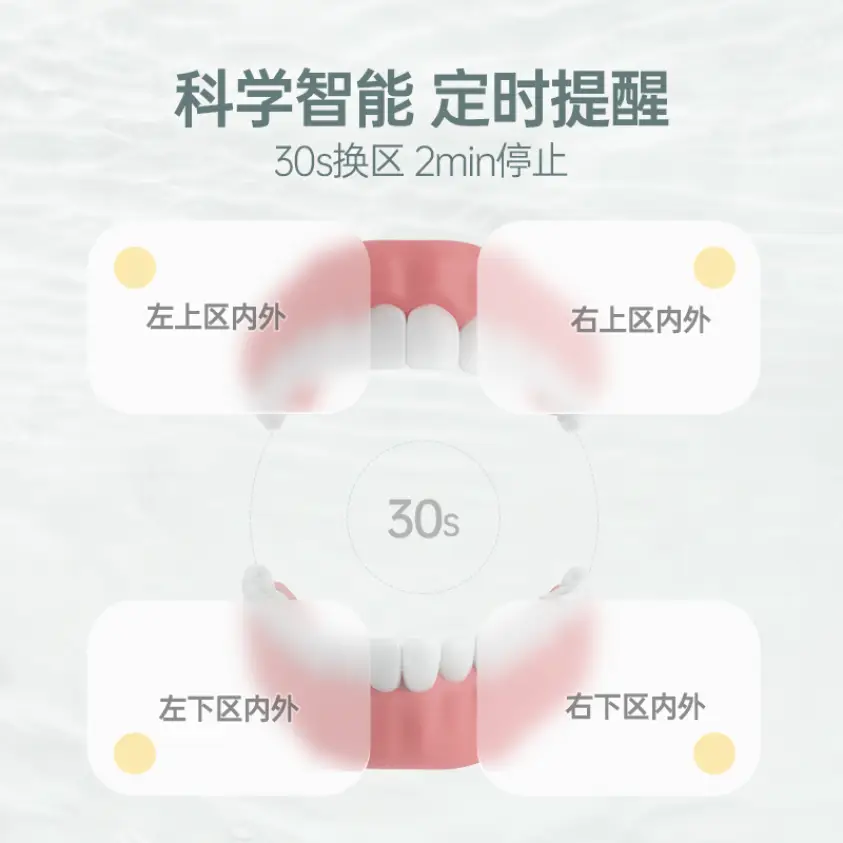 科学智能 定时提醒
30s换区 2min停止
左上区内外
右上区内外
30s
左下区内外
右下区内外